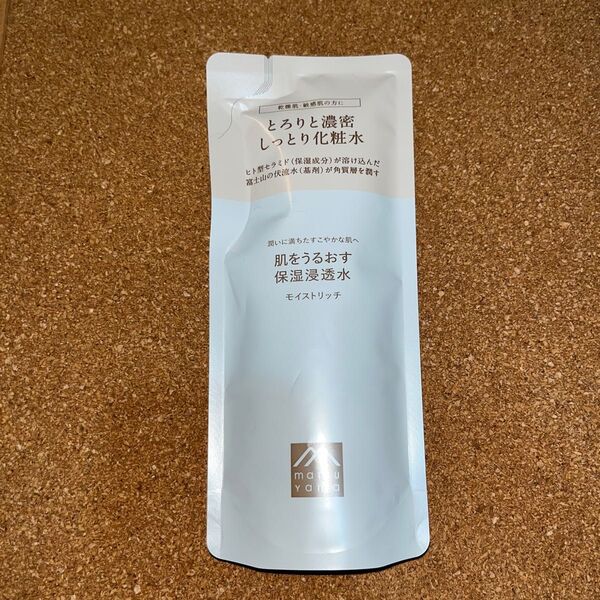 乾燥肌・敏感肌の方に
とろりと濃密
しっとり化粧水
ヒト型セラミド(保湿成分)が溶け込んだ
富士山の伏流水(基剤)が角質層を潤す
潤いに満ちたすこやかな肌へ
肌をうるおす
保湿浸透水
モイストリッチ
matsu
yama